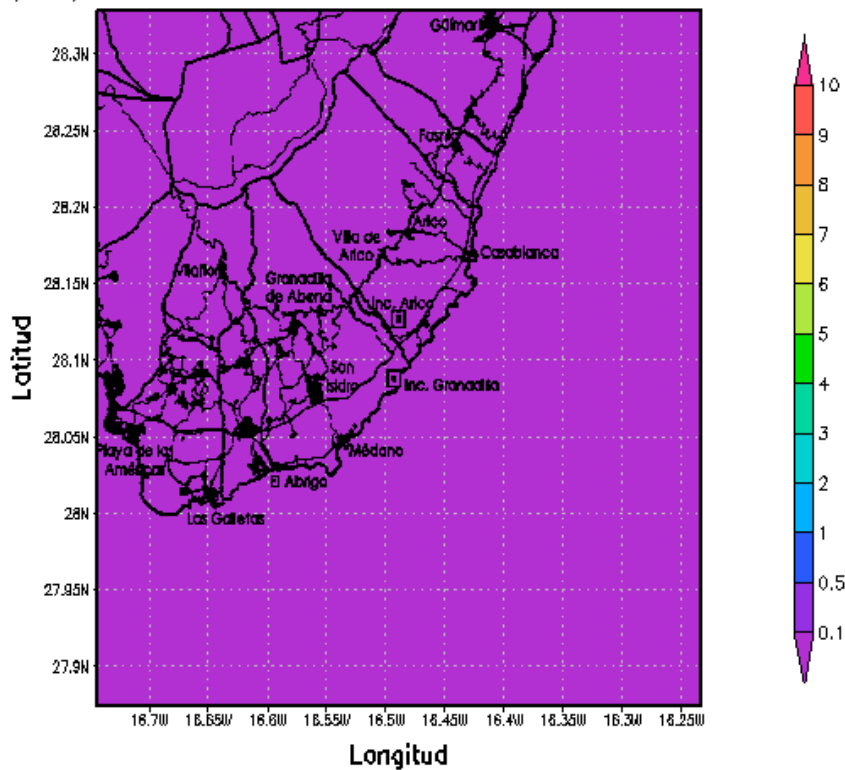 28.3N
28.25N
28.2N
28.15N
28.1N
28.05N
28N
27.95N
27.9N
Latitud
16.7W
16.65W
16.6W
16.55W
16.5W
16.45W
16.4W
16.35W
16.3W
16.25W
Longitud
Güimar
Fasnia
Arico
Villa de
Arico
Casablanca
Vilaflor
Granadilla
de Abona
Inc. Arico
San
Isidro
Inc. Granadilla
Médano
Playa de las
Américas
El Abrigo
Las Galletas
10
9
8
7
6
5
4
3
2
1
0.5
0.1